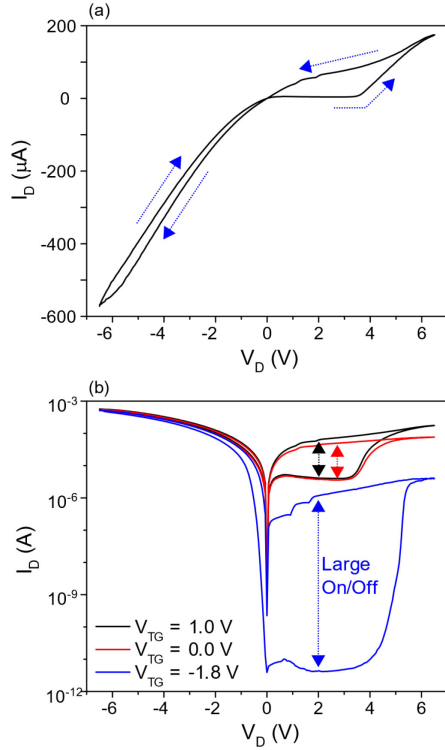 (a)
200
0
-200
-400
-600
I_D (µA)
-6 -4 -2 0 2 4 6
V_D (V)
(b)
10^-3
10^-6
10^-9
10^-12
I_D (A)
Large
On/Off
V_TG = 1.0 V
V_TG = 0.0 V
V_TG = -1.8 V
-6 -4 -2 0 2 4 6
V_D (V)